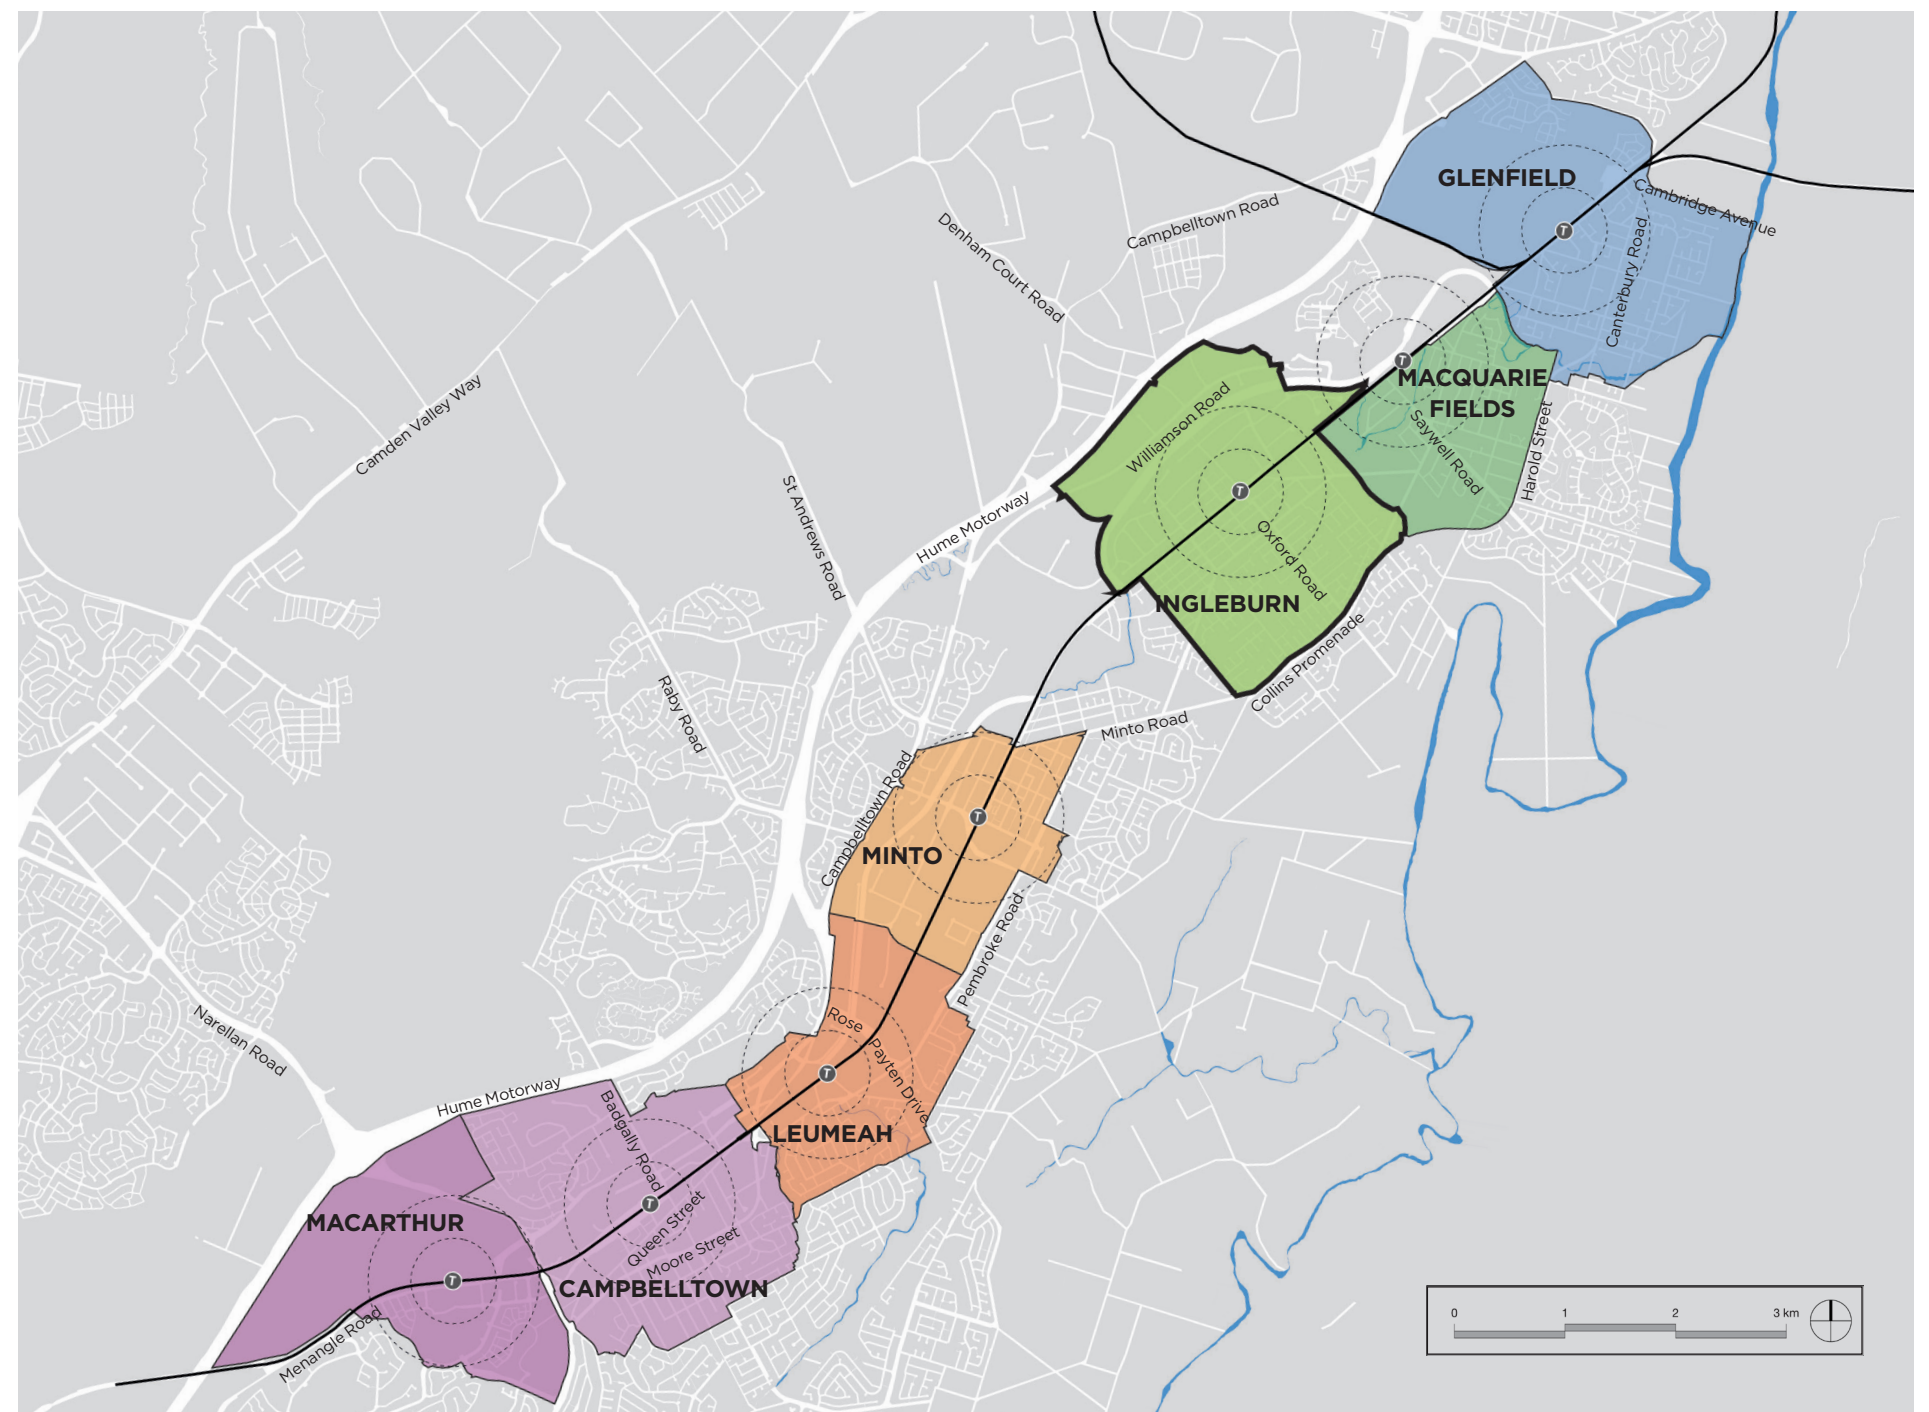 GLENFIELD
Cambridge Avenue
Canterbury Road
Campbelltown Road
Denham Court Road
MACQUARIE
FIELDS
Saywell Road
Harold Street
Williamson Road
Camden Valley Way
St Andrews Road
Hume Motorway
Oxford Road
INGLEBURN
Collins Promenade
Raby Road
Minto Road
Campbelltown Road
MINTO
Pembroke Road
Narellan Road
Rose
Payten Drive
Hume Motorway
Badgally Road
LEUMEAH
MACARTHUR
Queen Street
Moore Street
CAMPBELLTOWN
Menangle Road
T
T
T
T
T
T
T
0 1 2 3 km